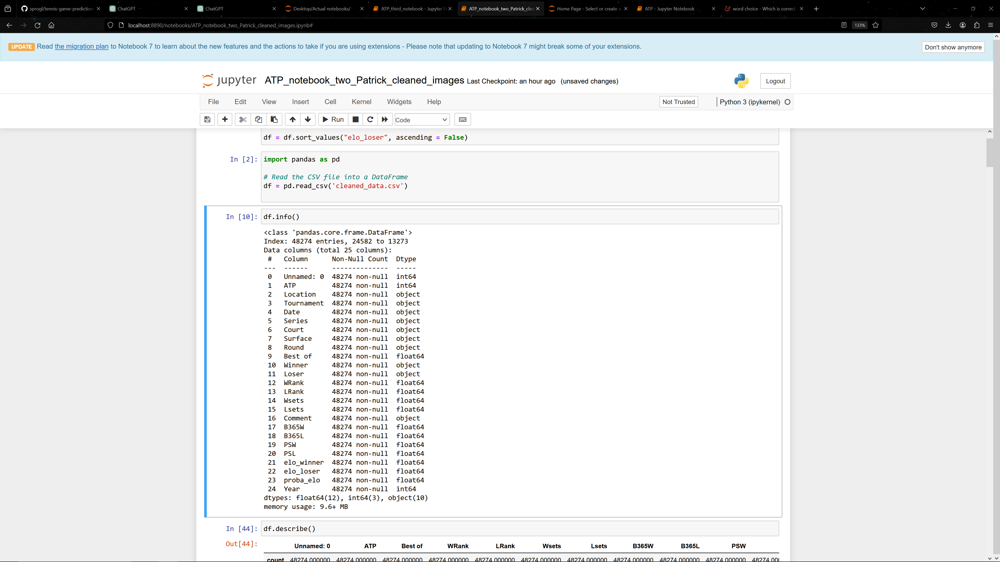 sprogl/tennis-game-prediction
ChatGPT
ChatGPT
Desktop/Actual notebooks/
ATP_third_notebook - Jupyter N
ATP_notebook_two_Patrick_clea
Home Page - Select or create a
ATP - Jupyter Notebook
word choice - Which is correct,
localhost:8890/notebooks/ATP_notebook_two_Patrick_cleaned_images.ipynb#
133%
UPDATE Read the migration plan to Notebook 7 to learn about the new features and the actions to take if you are using extensions - Please note that updating to Notebook 7 might break some of your extensions.
Don't show anymore
jupyter ATP_notebook_two_Patrick_cleaned_images Last Checkpoint: an hour ago (unsaved changes)
Logout
File Edit View Insert Cell Kernel Widgets Help
Not Trusted
Python 3 (ipykernel)
Run
Code
df = df.sort_values("elo_loser", ascending = False)
In [2]: import pandas as pd
# Read the CSV file into a DataFrame
df = pd.read_csv('cleaned_data.csv')
In [10]: df.info()
<class 'pandas.core.frame.DataFrame'>
Index: 48274 entries, 24582 to 13273
Data columns (total 25 columns):
# Column Non-Null Count Dtype
--- ------ -------------- -----
0 Unnamed: 0 48274 non-null int64
1 ATP 48274 non-null int64
2 Location 48274 non-null object
3 Tournament 48274 non-null object
4 Date 48274 non-null object
5 Series 48274 non-null object
6 Court 48274 non-null object
7 Surface 48274 non-null object
8 Round 48274 non-null object
9 Best of 48274 non-null float64
10 Winner 48274 non-null object
11 Loser 48274 non-null object
12 WRank 48274 non-null float64
13 LRank 48274 non-null float64
14 Wsets 48274 non-null float64
15 Lsets 48274 non-null float64
16 Comment 48274 non-null object
17 B365W 48274 non-null float64
18 B365L 48274 non-null float64
19 PSW 48274 non-null float64
20 PSL 48274 non-null float64
21 elo_winner 48274 non-null float64
22 elo_loser 48274 non-null float64
23 proba_elo 48274 non-null float64
24 Year 48274 non-null int64
dtypes: float64(12), int64(3), object(10)
memory usage: 9.6+ MB
In [44]: df.describe()
Out[44]:
Unnamed: 0 ATP Best of WRank LRank Wsets Lsets B365W B365L PSW
count 48274.000000 48274.000000 48274.000000 48274.000000 48274.000000 48274.000000 48274.000000 48274.000000 48274.000000 48274.000000 48274.00